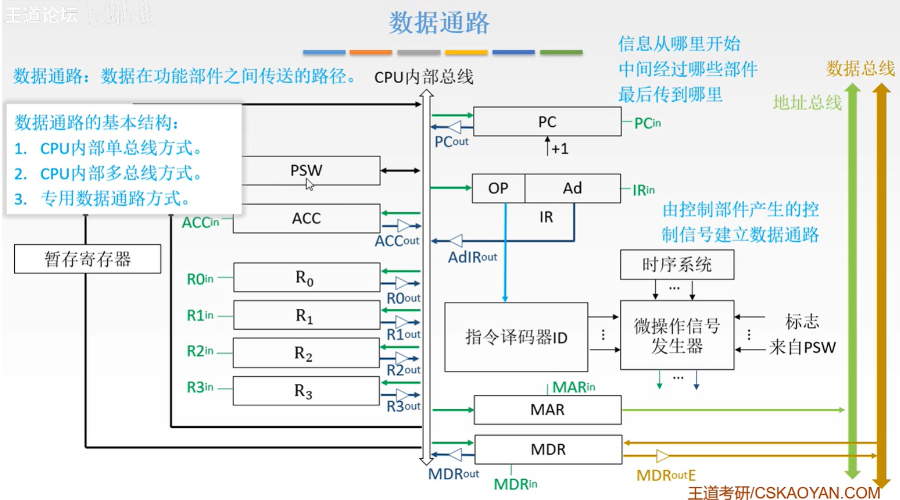 王道论坛
数据通路
数据通路：数据在功能部件之间传送的路径。
CPU内部总线
信息从哪里开始
中间经过哪些部件
最后传到哪里
数据总线
地址总线
数据通路的基本结构：
1. CPU内部单总线方式。
2. CPU内部多总线方式。
3. 专用数据通路方式。
PC
PCin
PCout
+1
PSW
OP
Ad
IRin
IR
ACC
ACCin
ACCout
AdIRout
由控制部件产生的控
制信号建立数据通路
暂存寄存器
时序系统
...
R0
R0in
R0out
R1
R1in
R1out
R2
R2in
R2out
R3
R3in
R3out
指令译码器ID
...
微操作信号
发生器
...
标志
来自PSW
...
MARin
MAR
MDR
MDRout
MDRin
MDRoutE
王道考研/CSKAOYAN.COM